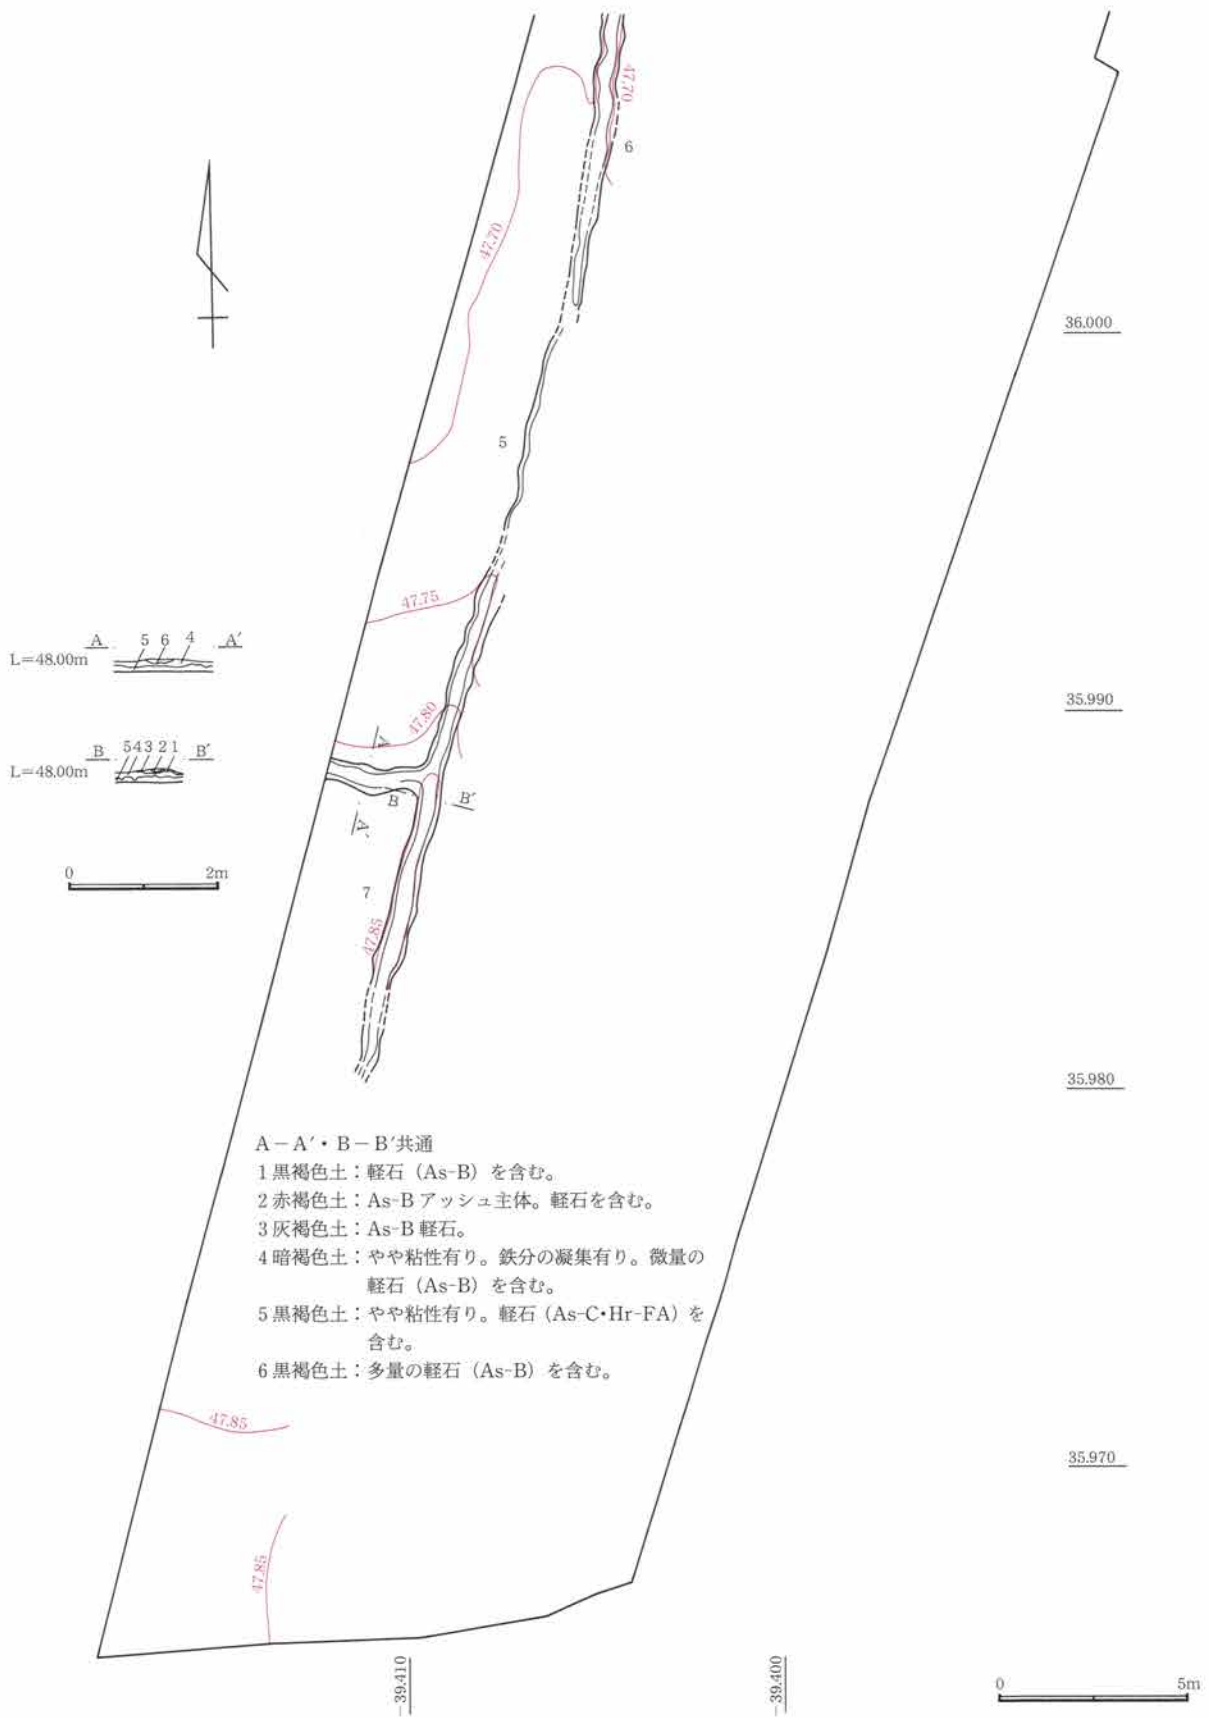 47.70
6
47.70
36.000
5
47.75
A 5 6 4 A′
L=48.00m
35.990
47.80
A
B 5 4 3 2 1 B′
L=48.00m
B B′
A′
0 2m
7
47.85
35.980
A－A′・B－B′共通
1 黒褐色土：軽石（As-B）を含む。
2 赤褐色土：As-B アッシュ主体。軽石を含む。
3 灰褐色土：As-B 軽石。
4 暗褐色土：やや粘性有り。鉄分の凝集有り。微量の
軽石（As-B）を含む。
5 黒褐色土：やや粘性有り。軽石（As-C・Hr-FA）を
含む。
6 黒褐色土：多量の軽石（As-B）を含む。
47.85
35.970
47.85
-39.410
-39.400
0 5m